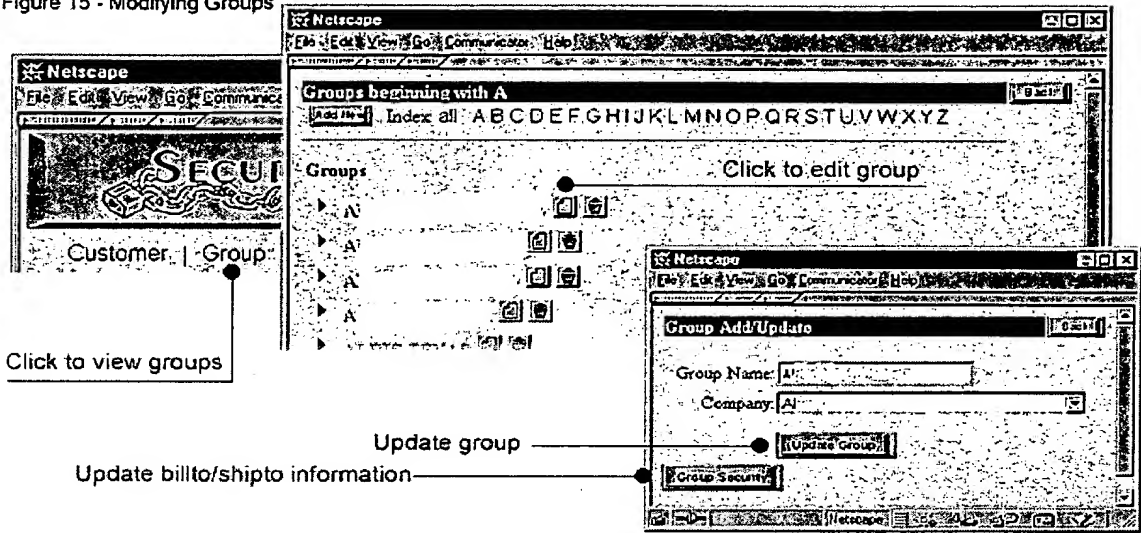 Figure 15 - Modifying Groups
Netscape
File Edit View Go Communicator Help
Groups beginning with A
Back
Add New Index all A B C D E F G H I J K L M N O P Q R S T U V W X Y Z
Groups
Click to edit group
A
A
A
A
Netscape
File Edit View Go Communica
SECUR
Customer | Group
Click to view groups
Netscape
File Edit View Go Communicator Help
Group Add/Update
Back
Group Name: A
Company: A
Update Group
Group Security
Update group
Update billto/shipto information
Netscape